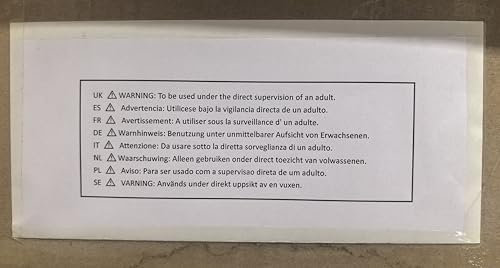 UK ⚠ WARNING: To be used under the direct supervision of an adult.
ES ⚠ Advertencia: Utilícese bajo la vigilancia directa de un adulto.
FR ⚠ Avertissement: A utiliser sous la surveillance d' un adulte.
DE ⚠ Warnhinweis: Benutzung unter unmittelbarer Aufsicht von Erwachsenen.
IT ⚠ Attenzione: Da usare sotto la diretta sorveglianza di un adulto.
NL ⚠ Waarschuwing: Alleen gebruiken onder direct toezicht van volwassenen.
PL ⚠ Aviso: Para ser usado com a supervisao direta de um adulto.
SE ⚠ VARNING: Används under direkt uppsikt av en vuxen.